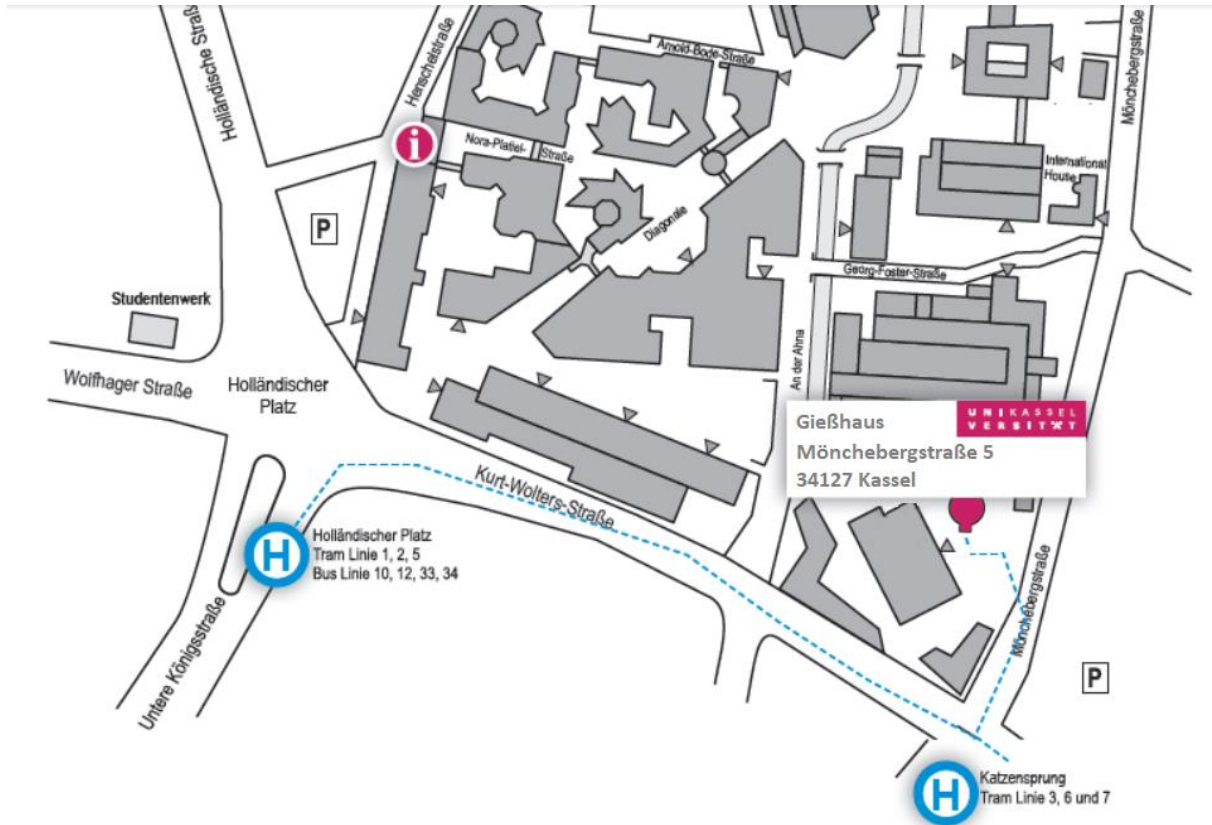 Holländische Straße
Henschelstraße
Arnold-Bode-Straße
Mönchebergstraße
i
Nora-Platiel-
Straße
International
House
P
Diagonale
Georg-Foster-Straße
Studentenwerk
Wolfhager Straße
Holländischer
Platz
An der Ahna
Gießhaus
UNIKASSEL
VERSITÄT
Mönchebergstraße 5
34127 Kassel
Kurt-Wolters-Straße
H
Holländischer Platz
Tram Linie 1, 2, 5
Bus Linie 10, 12, 33, 34
Untere Königsstraße
Mönchebergstraße
P
H
Katzensprung
Tram Linie 3, 6 und 7